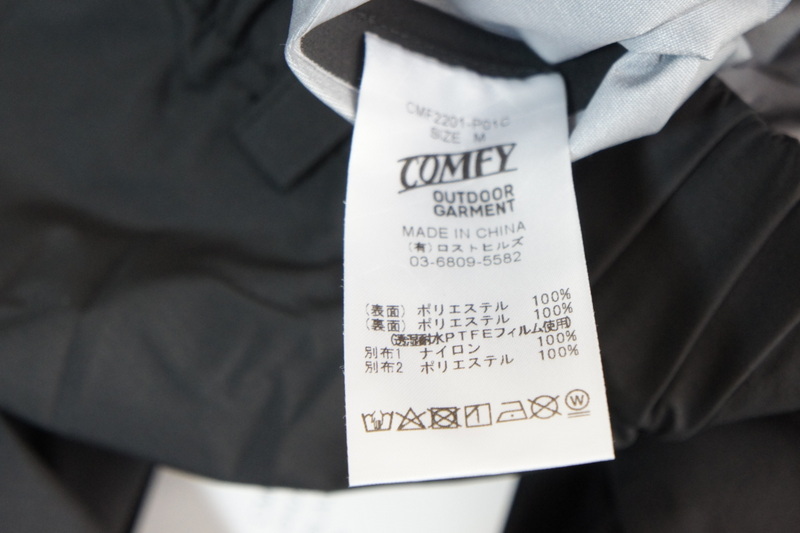 CMF2201-P01C
SIZE M
COMFY
OUTDOOR
GARMENT
MADE IN CHINA
(有)ロストヒルズ
03-6809-5582
(表面) ポリエステル 100%
(裏面) ポリエステル 100%
(透湿耐水PTFEフィルム使用)
別布1 ナイロン 100%
別布2 ポリエステル 100%
W